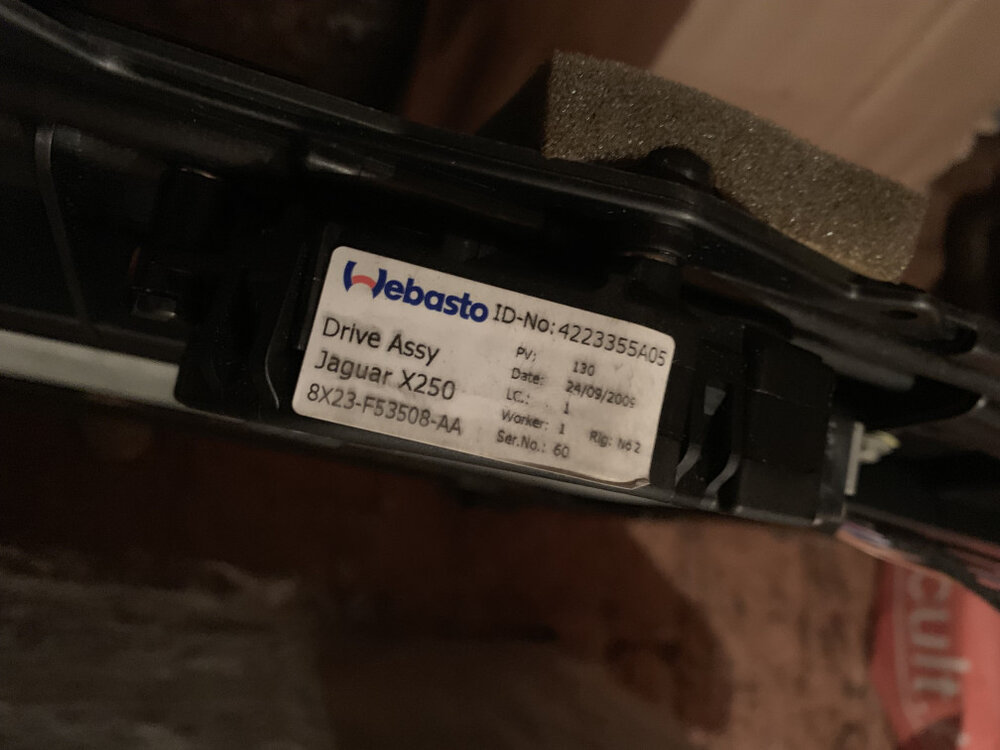 Webasto ID-No: 4223355A05
Drive Assy
Jaguar X250
8X23-F53508-AA
PV: 130
Date: 24/09/2009
LC.: 1
Worker: 1 Rig: №2
Ser.No.: 60
cult